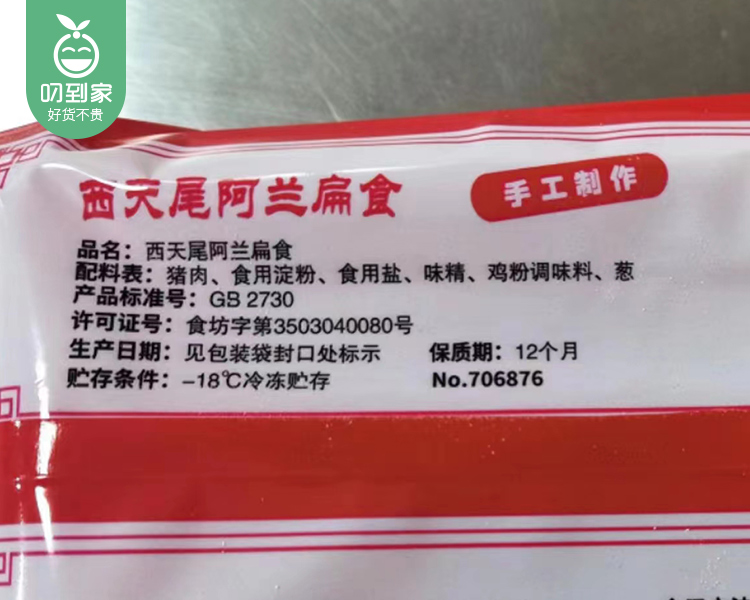 叨到家
好货不贵
西天尾阿兰扁食
手工制作
品名：西天尾阿兰扁食
配料表：猪肉、食用淀粉、食用盐、味精、鸡粉调味料、葱
产品标准号：GB 2730
许可证号：食坊字第3503040080号
生产日期：见包装袋封口处标示 保质期：12个月
贮存条件：-18℃冷冻贮存 No.706876